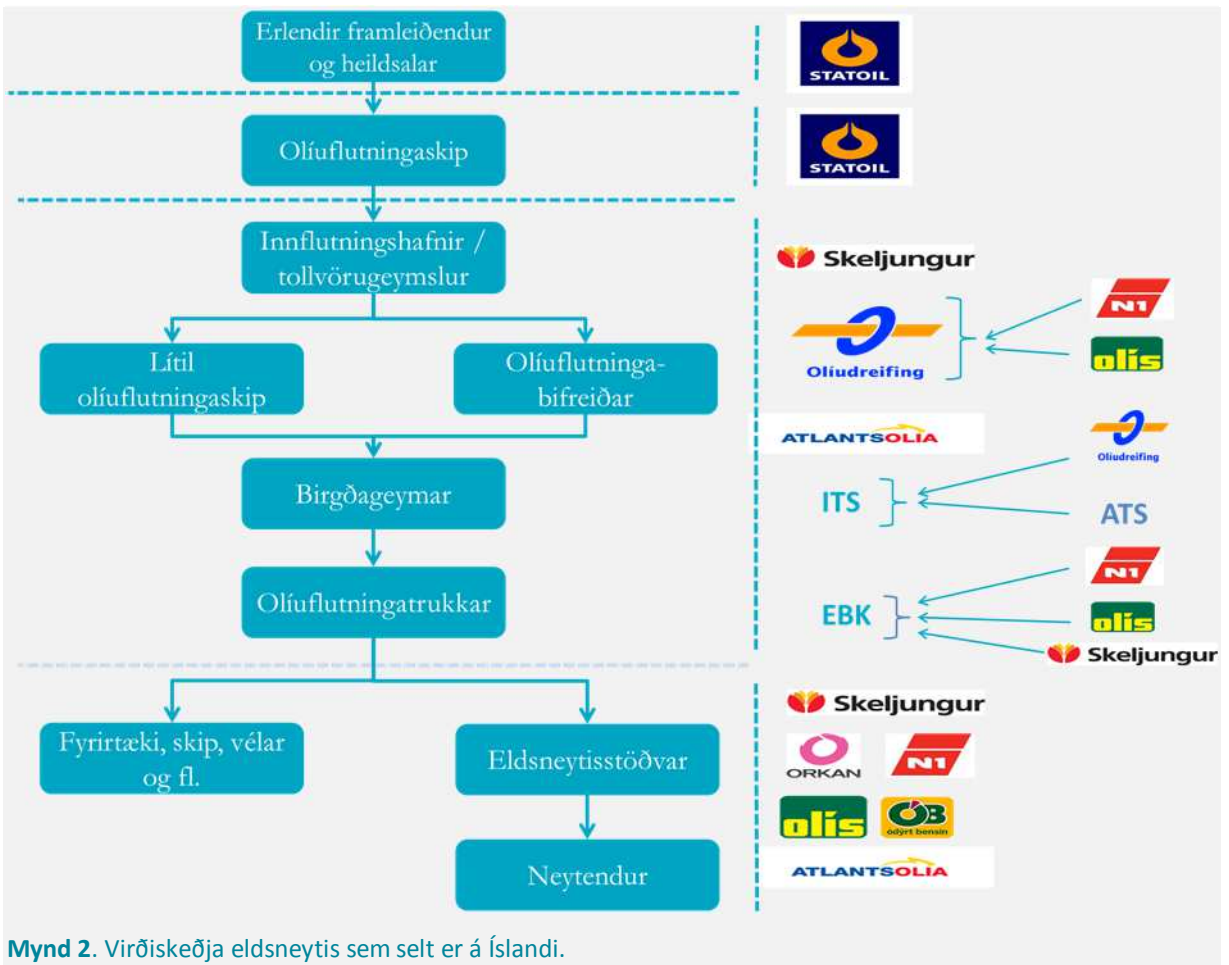 Erlendir framleiðendur
og heildsalar
STATOIL
Olíuflutningaskip
STATOIL
Innflutningshafnir /
tollvörugeymslur
Lítil
olíuflutningaskip
Olíuflutninga-
bifreiðar
Birgðageymar
Olíuflutningatrukkar
Skeljungur
Olíudreifing
N1
olís
ATLANTSOLIA
Olíudreifing
ITS
ATS
EBK
N1
olís
Skeljungur
Fyrirtæki, skip, vélar
og fl.
Eldsneytisstöðvar
Neytendur
Skeljungur
ORKAN
N1
olís
ÓB
ódýrt bensín
ATLANTSOLIA
Mynd 2. Virðiskeðja eldsneytis sem selt er á Íslandi.